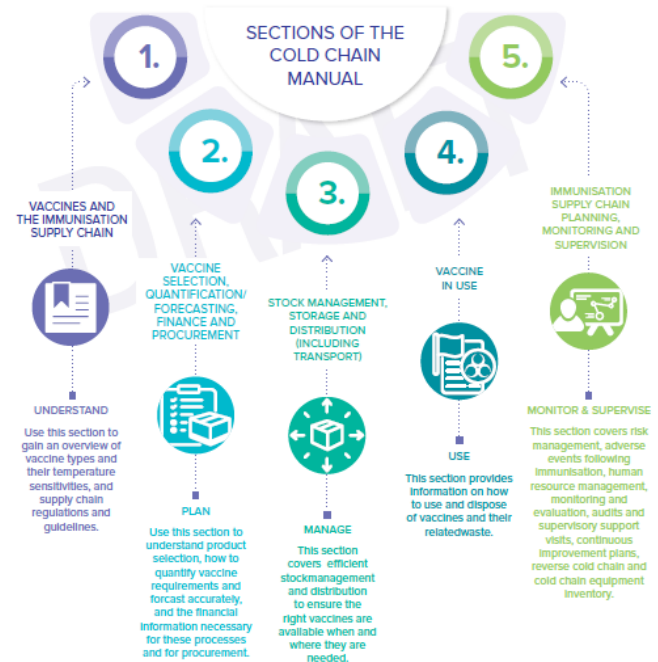 SECTIONS OF THE
COLD CHAIN
MANUAL
1.
2.
3.
4.
5.
VACCINES AND
THE IMMUNISATION
SUPPLY CHAIN
UNDERSTAND
Use this section to
gain an overview of
vaccine types and
their temperature
sensitivities, and
supply chain
regulations and
guidelines.
VACCINE
SELECTION,
QUANTIFICATION/
FORECASTING,
FINANCE AND
PROCUREMENT
PLAN
Use this section to
understand product
selection, how to
quantify vaccine
requirements and
forcast accurately,
and the financial
information necessary
for these processes
and for procurement.
STOCK MANAGEMENT,
STORAGE AND
DISTRIBUTION
(INCLUDING
TRANSPORT)
MANAGE
This section
covers efficient
stockmanagement
and distribution
to ensure the
right vaccines are
available when and
where they are
needed.
VACCINE
IN USE
USE
This section provides
information on how
to use and dispose
of vaccines and their
relatedwaste.
IMMUNISATION
SUPPLY CHAIN
PLANNING,
MONITORING AND
SUPERVISION
MONITOR & SUPERVISE
This section covers risk
management, adverse
events following
immunisation, human
resource management,
monitoring and
evaluation, audits and
supervisory support
visits, continuous
improvement plans,
reverse cold chain and
cold chain equipment
inventory.
DRAFT